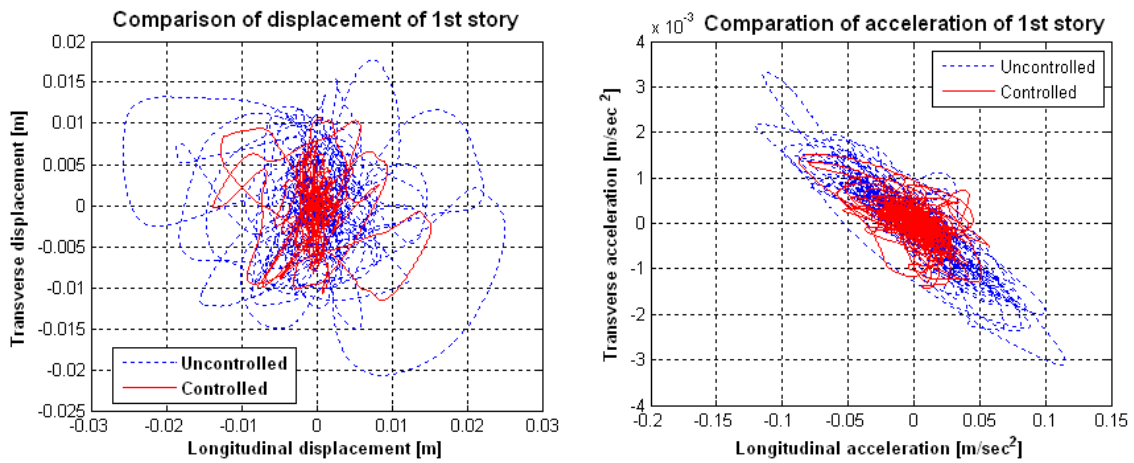 Comparison of displacement of 1st story
0.02
0.015
0.01
0.005
0
-0.005
-0.01
-0.015
-0.02
-0.025
Transverse displacement [m]
Uncontrolled
Controlled
-0.03 -0.02 -0.01 0 0.01 0.02 0.03
Longitudinal displacement [m]
x 10⁻³ Comparation of acceleration of 1st story
4
3
2
1
0
-1
-2
-3
-4
Transverse acceleration [m/sec ²]
Uncontrolled
Controlled
-0.2 -0.15 -0.1 -0.05 0 0.05 0.1 0.15
Longitudinal acceleration [m/sec²]